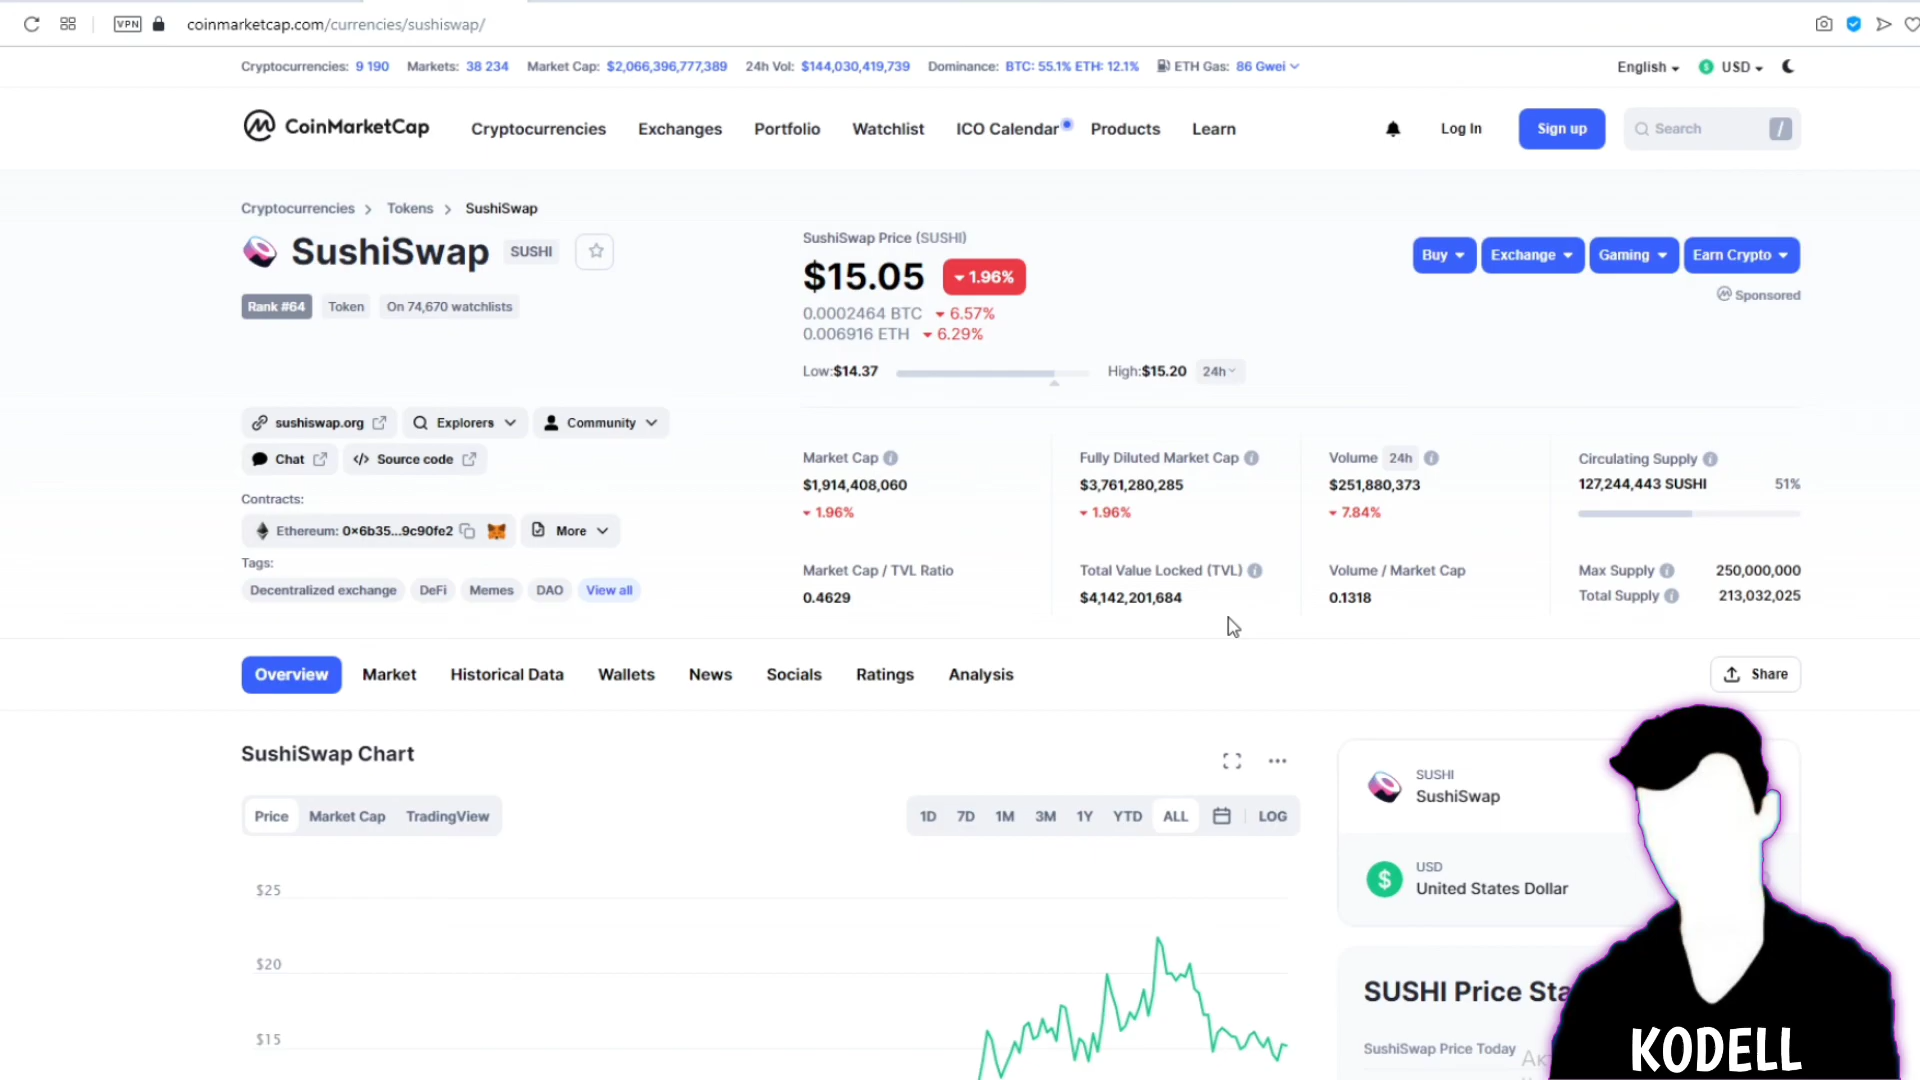 VPN coinmarketcap.com/currencies/sushiswap/
Cryptocurrencies: 9 190 Markets: 38 234 Market Cap: $2,066,396,777,389 24h Vol: $144,030,419,739 Dominance: BTC: 55.1% ETH: 12.1% ETH Gas: 86 Gwei English USD
CoinMarketCap Cryptocurrencies Exchanges Portfolio Watchlist ICO Calendar Products Learn Log In Sign up Search /
Cryptocurrencies Tokens SushiSwap
SushiSwap SUSHI
Rank #64 Token On 74,670 watchlists
SushiSwap Price (SUSHI)
$15.05 1.96%
0.0002464 BTC 6.57%
0.006916 ETH 6.29%
Low:$14.37 High:$15.20 24h
Buy Exchange Gaming Earn Crypto
Sponsored
sushiswap.org Explorers Community
Chat Source code
Contracts:
Ethereum: 0x6b35...9c90fe2 More
Tags:
Decentralized exchange DeFi Memes DAO View all
Market Cap
$1,914,408,060
1.96%
Fully Diluted Market Cap
$3,761,280,285
1.96%
Volume 24h
$251,880,373
7.84%
Circulating Supply
127,244,443 SUSHI 51%
Market Cap / TVL Ratio
0.4629
Total Value Locked (TVL)
$4,142,201,684
Volume / Market Cap
0.1318
Max Supply 250,000,000
Total Supply 213,032,025
Overview Market Historical Data Wallets News Socials Ratings Analysis Share
SushiSwap Chart
Price Market Cap TradingView 1D 7D 1M 3M 1Y YTD ALL LOG
$25
$20
$15
SUSHI
SushiSwap
$ USD
United States Dollar
SUSHI Price Sta
SushiSwap Price Today
KODELL